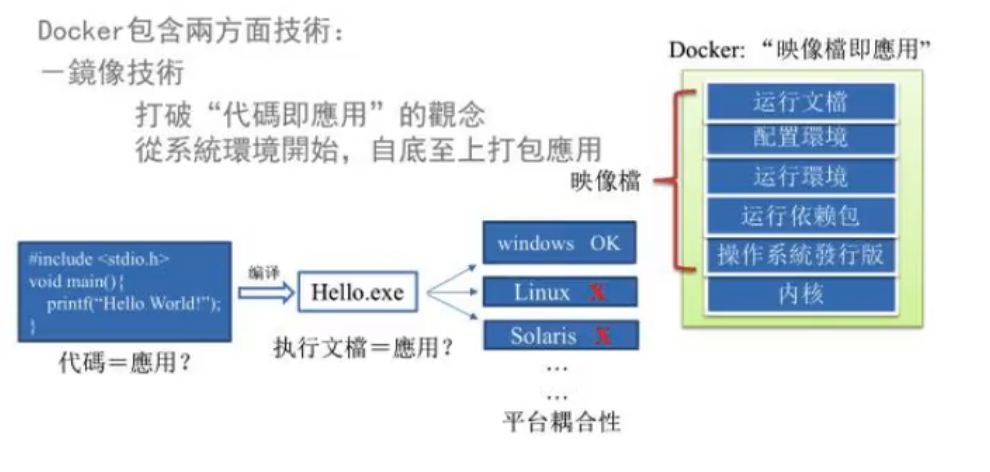 Docker包含兩方面技術：
－鏡像技術
打破“代碼即應用”的觀念
從系統環境開始，自底至上打包應用
Docker: “映像檔即應用”
运行文檔
配置環境
运行環境
运行依赖包
操作系統發行版
内核
映像檔
#include <stdio.h>
void main(){
printf(“Hello World!”);
}
代碼＝應用？
编译
Hello.exe
执行文檔＝應用？
windows OK
Linux X
Solaris X
…
…
平台耦合性